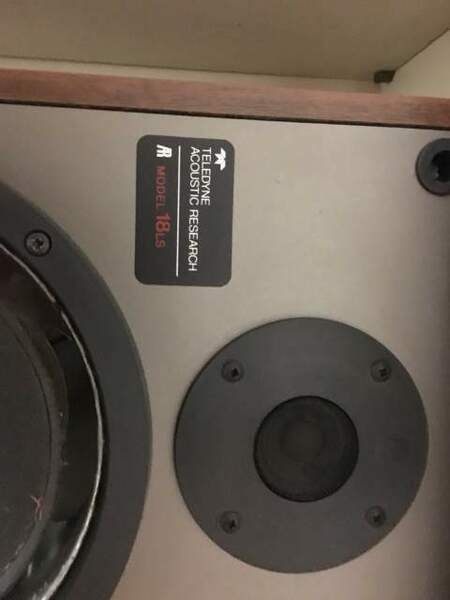 TELEDYNE
ACOUSTIC RESEARCH
AR MODEL 18LS